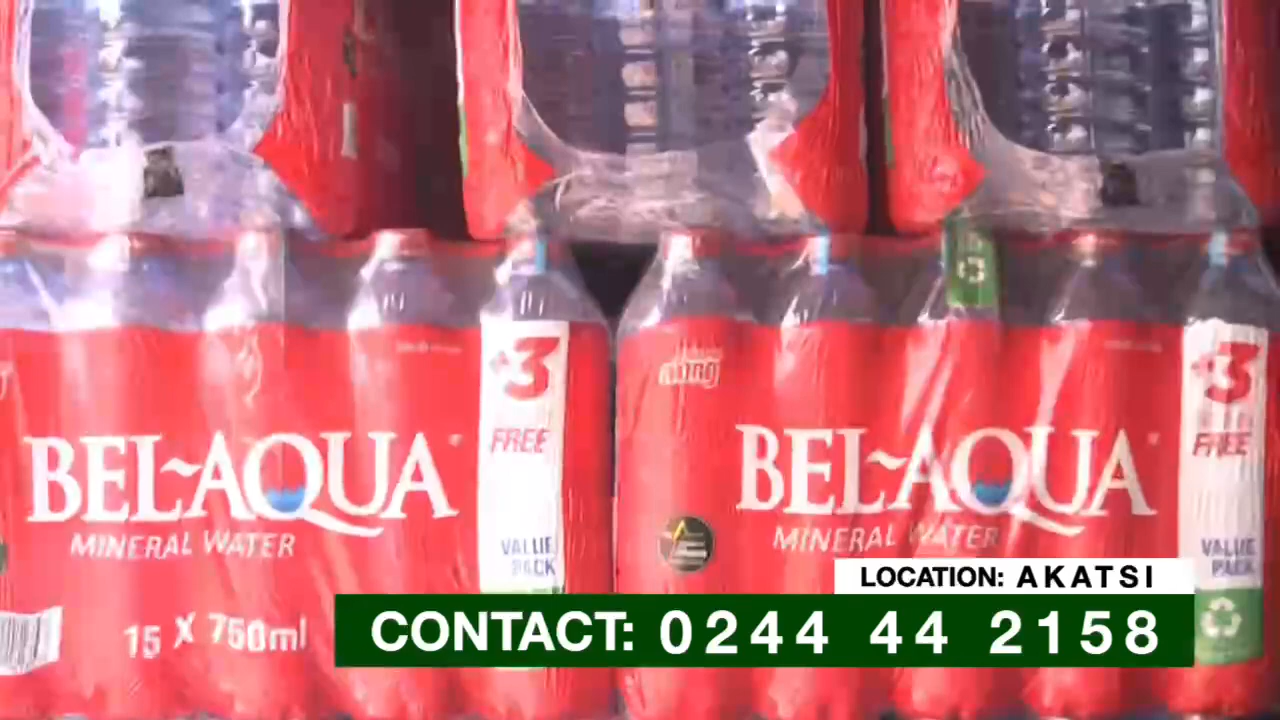 +3
FREE
BEL~AQUA
MINERAL WATER
VALUE
PACK
15 X 750ml
+3
FREE
BEL~AQUA
MINERAL WATER
VALUE
PACK
LOCATION: AKATSI
CONTACT: 0244 44 2158